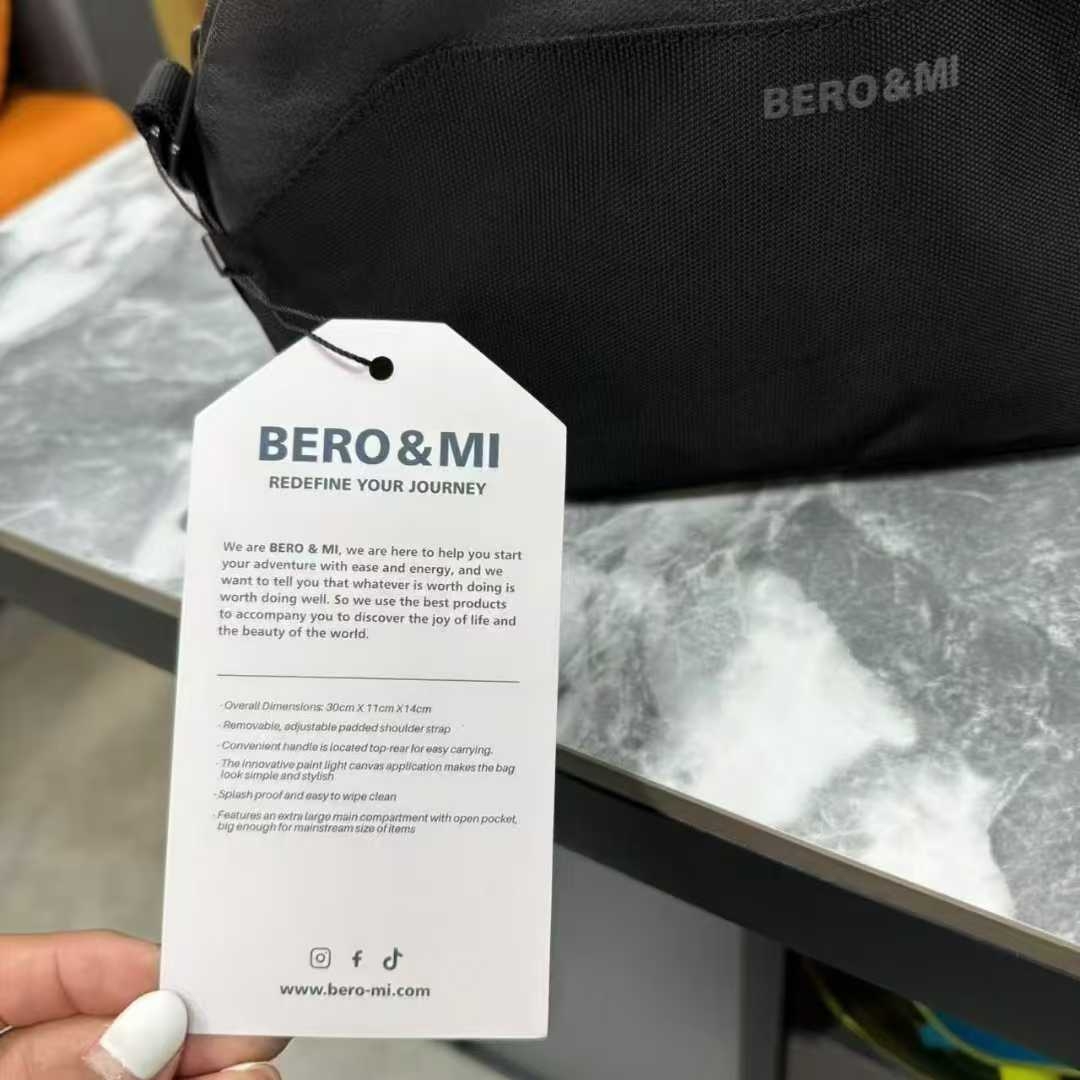 BERO&MI
BERO&MI
REDEFINE YOUR JOURNEY
We are BERO & MI, we are here to help you start
your adventure with ease and energy, and we
want to tell you that whatever is worth doing is
worth doing well. So we use the best products
to accompany you to discover the joy of life and
the beauty of the world.
· Overall Dimensions: 30cm X 11cm X14cm
· Removable, adjustable padded shoulder strap
· Convenient handle is located top-rear for easy carrying.
· The innovative paint light canvas application makes the bag
look simple and stylish
· Splash proof and easy to wipe clean
· Features an extra large main compartment with open pocket,
big enough for mainstream size of items
www.bero-mi.com